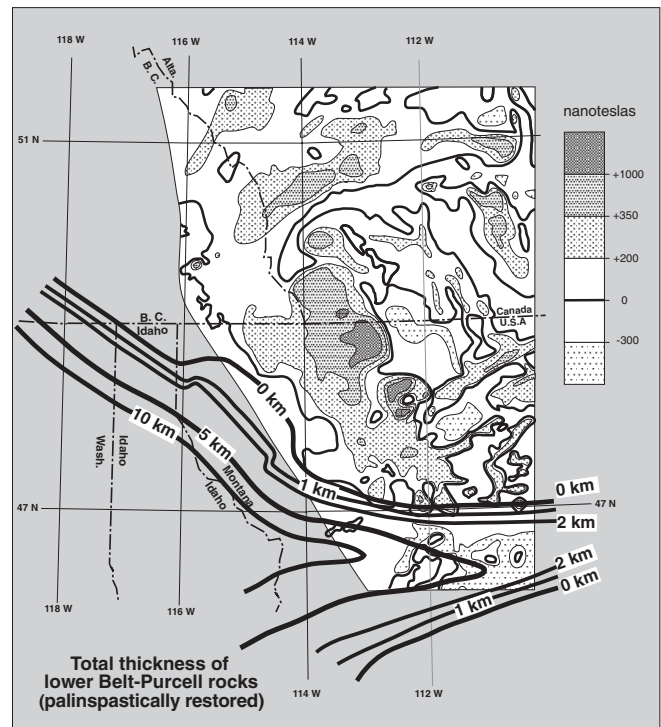 118 W
116 W
114 W
112 W
Alta.
B. C.
51 N
nanoteslas
+1000
+350
+200
0
-300
B. C.
Idaho
Canada
U.S.A
0 km
10 km
5 km
Wash.
Idaho
Montana
Idaho
1 km
0 km
47 N
47 N
2 km
2 km
0 km
1 km
118 W
116 W
114 W
112 W
Total thickness of
lower Belt-Purcell rocks
(palinspastically restored)